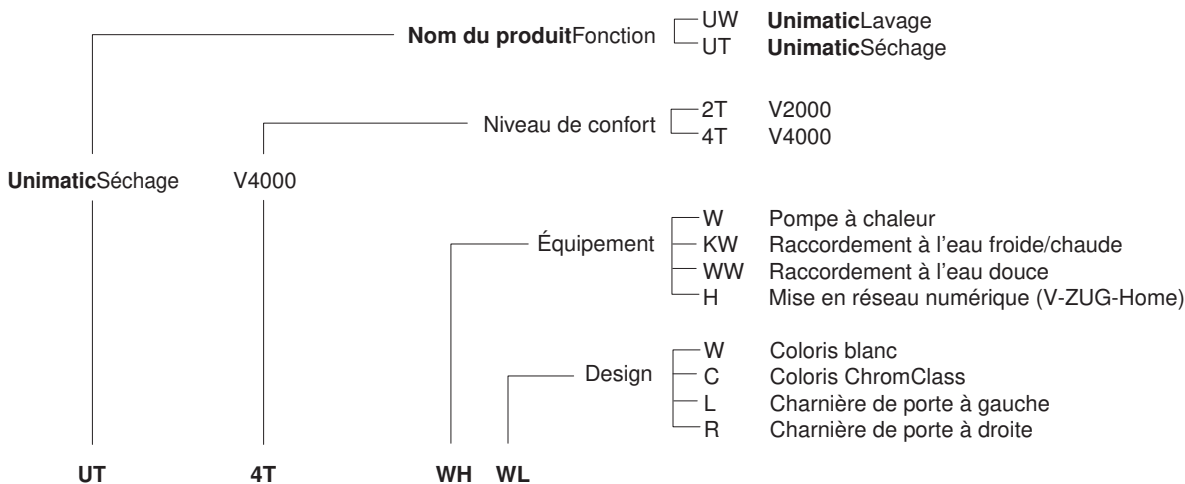 Nom du produitFonction
UW UnimaticLavage
UT UnimaticSéchage
Niveau de confort
2T V2000
4T V4000
UnimaticSéchage V4000
Équipement
W Pompe à chaleur
KW Raccordement à l'eau froide/chaude
WW Raccordement à l'eau douce
H Mise en réseau numérique (V-ZUG-Home)
Design
W Coloris blanc
C Coloris ChromClass
L Charnière de porte à gauche
R Charnière de porte à droite
UT 4T WH WL